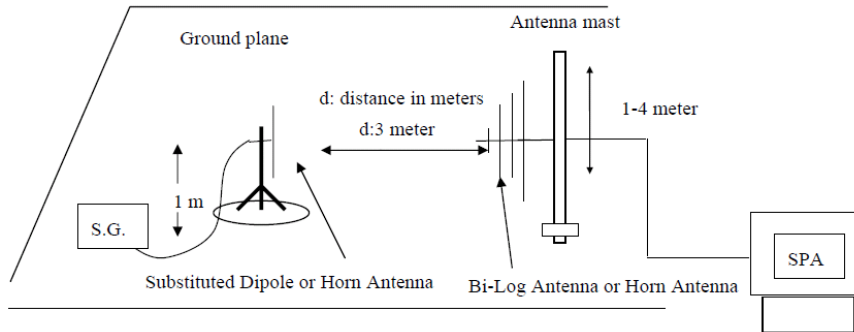 Ground plane
Antenna mast
d: distance in meters
d:3 meter
1-4 meter
1 m
S.G.
SPA
Substituted Dipole or Horn Antenna
Bi-Log Antenna or Horn Antenna